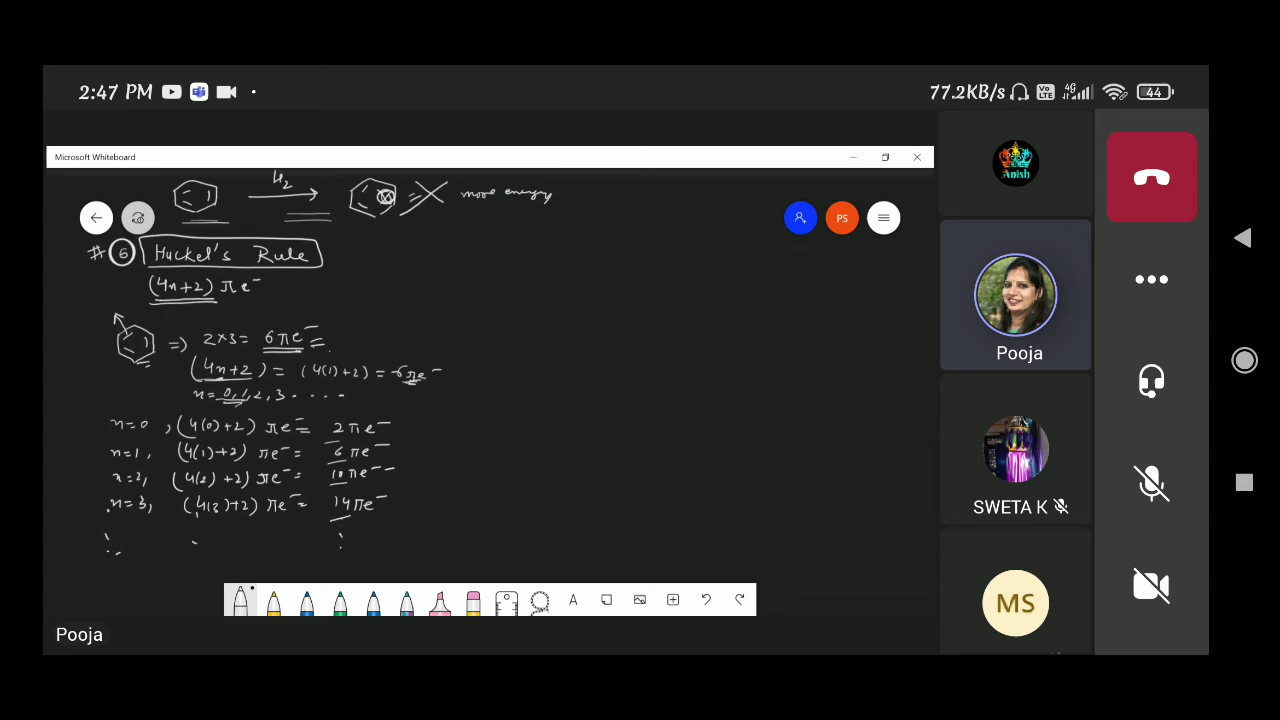 2:47 PM
77.2KB/s
Vo
LTE
4G
44
Microsoft Whiteboard
H2
more energy
# 6 Huckel's Rule
(4n+2) πe⁻
=) 2×3= 6πe⁻
(4n+2) = (4(1)+2) = 6πe⁻
n=0,1,2,3.....
n=0, (4(0)+2) πe⁻= 2πe⁻
n=1, (4(1)+2) πe⁻= 6πe⁻
n=2, (4(2)+2) πe⁻= 10πe⁻
n=3, (4(3)+2) πe⁻= 14πe⁻
PS
A
Pooja
Anish
Pooja
SWETA K
MS